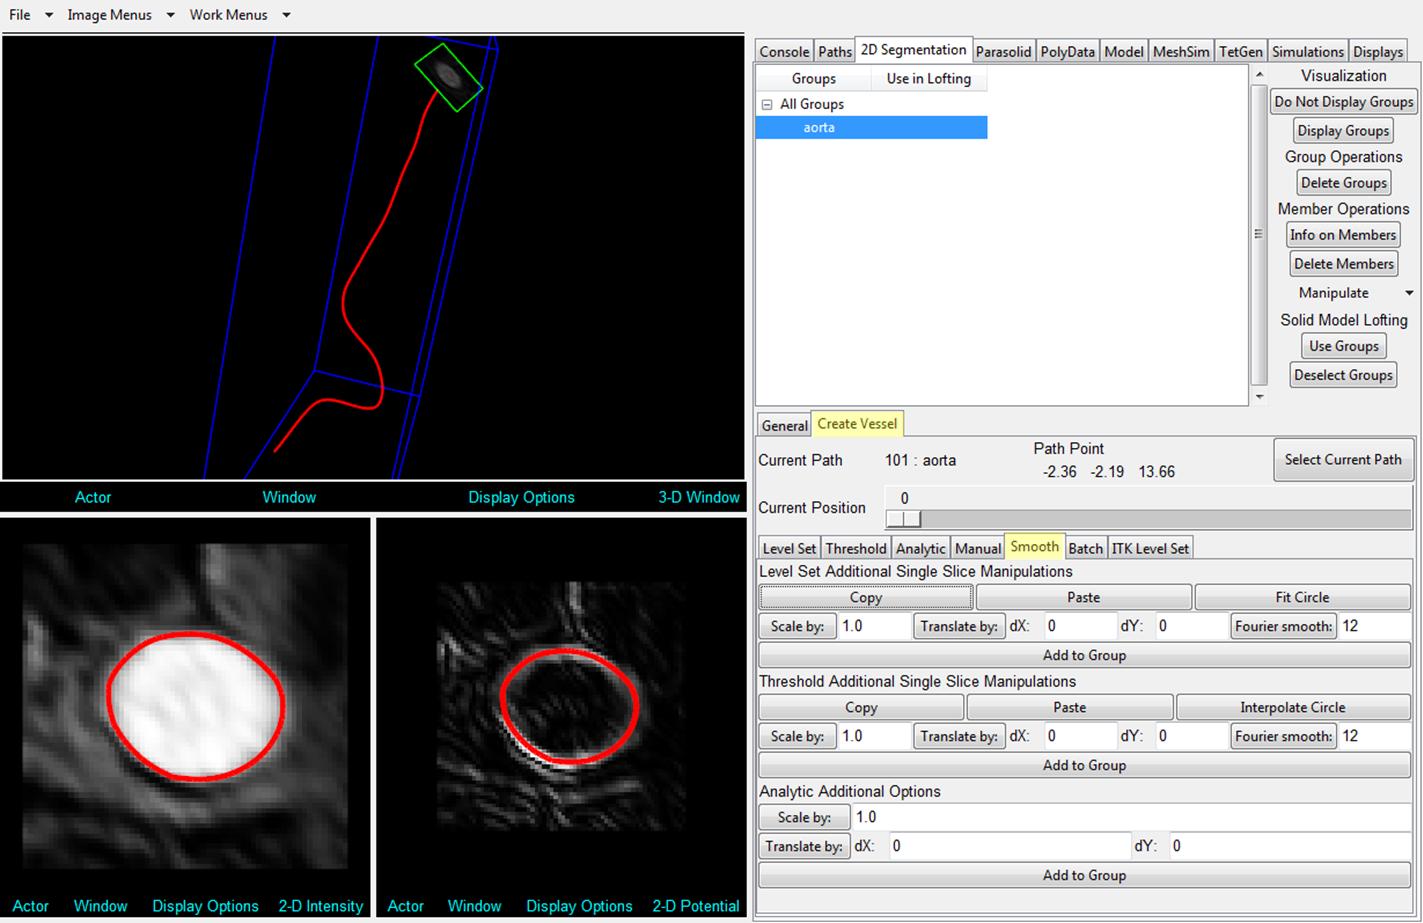 File Image Menus Work Menus
Console Paths 2D Segmentation Parasolid PolyData Model MeshSim TetGen Simulations Displays
Groups Use in Lofting
All Groups
aorta
Visualization
Do Not Display Groups
Display Groups
Group Operations
Delete Groups
Member Operations
Info on Members
Delete Members
Manipulate
Solid Model Lofting
Use Groups
Deselect Groups
General Create Vessel
Current Path 101 : aorta Path Point
-2.36 -2.19 13.66
Select Current Path
Current Position 0
Level Set Threshold Analytic Manual Smooth Batch ITK Level Set
Level Set Additional Single Slice Manipulations
Copy Paste Fit Circle
Scale by: 1.0 Translate by: dX: 0 dY: 0 Fourier smooth: 12
Add to Group
Threshold Additional Single Slice Manipulations
Copy Paste Interpolate Circle
Scale by: 1.0 Translate by: dX: 0 dY: 0 Fourier smooth: 12
Add to Group
Analytic Additional Options
Scale by: 1.0
Translate by: dX: 0 dY: 0
Add to Group
Actor Window Display Options 3-D Window
Actor Window Display Options 2-D Intensity
Actor Window Display Options 2-D Potential